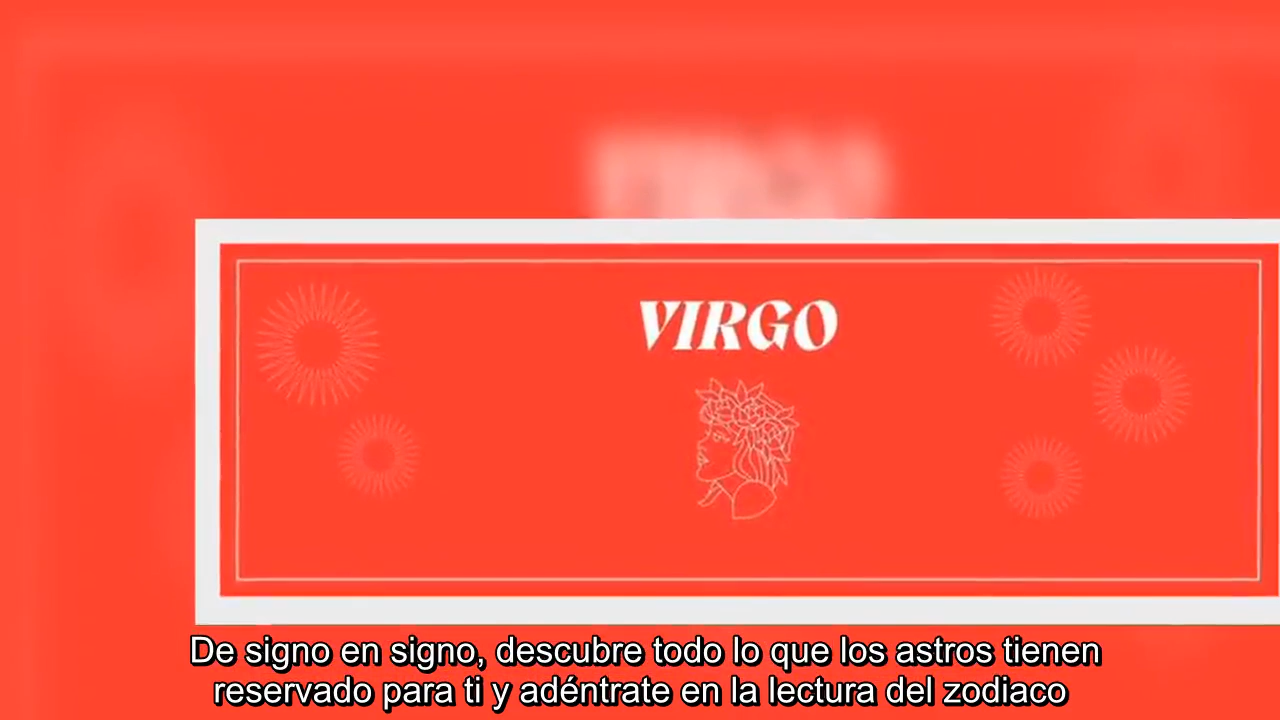 VIRGO
De signo en signo, descubre todo lo que los astros tienen
reservado para ti y adéntrate en la lectura del zodiaco